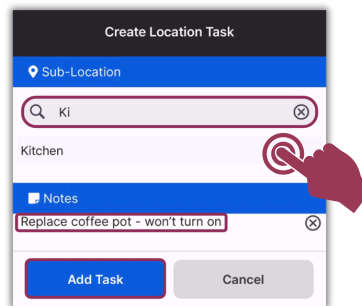 Create Location Task
Sub-Location
Ki
Kitchen
Notes
Replace coffee pot - won't turn on
Add Task
Cancel